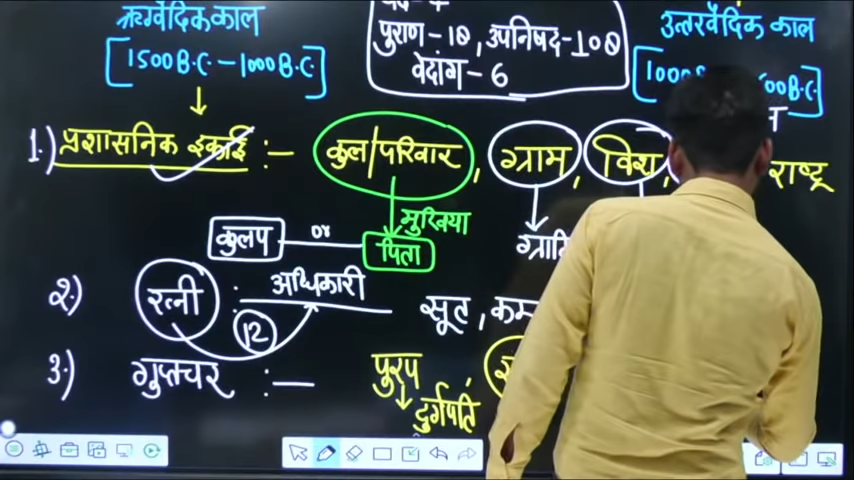 ऋग्वैदिक काल
[1500 B.C. – 1000 B.C.]
पुराण – 18, उपनिषद – 108
वेदांग – 6
उत्तरवैदिक काल
1.) प्रशासनिक इकाई :— कुल/परिवार, ग्राम, विश, राष्ट्र
मुखिया
कुलप or पिता
2.) रत्नी : अधिकारी सूत,
12
3.) गुप्तचर :— पुरप,
दुर्गपति